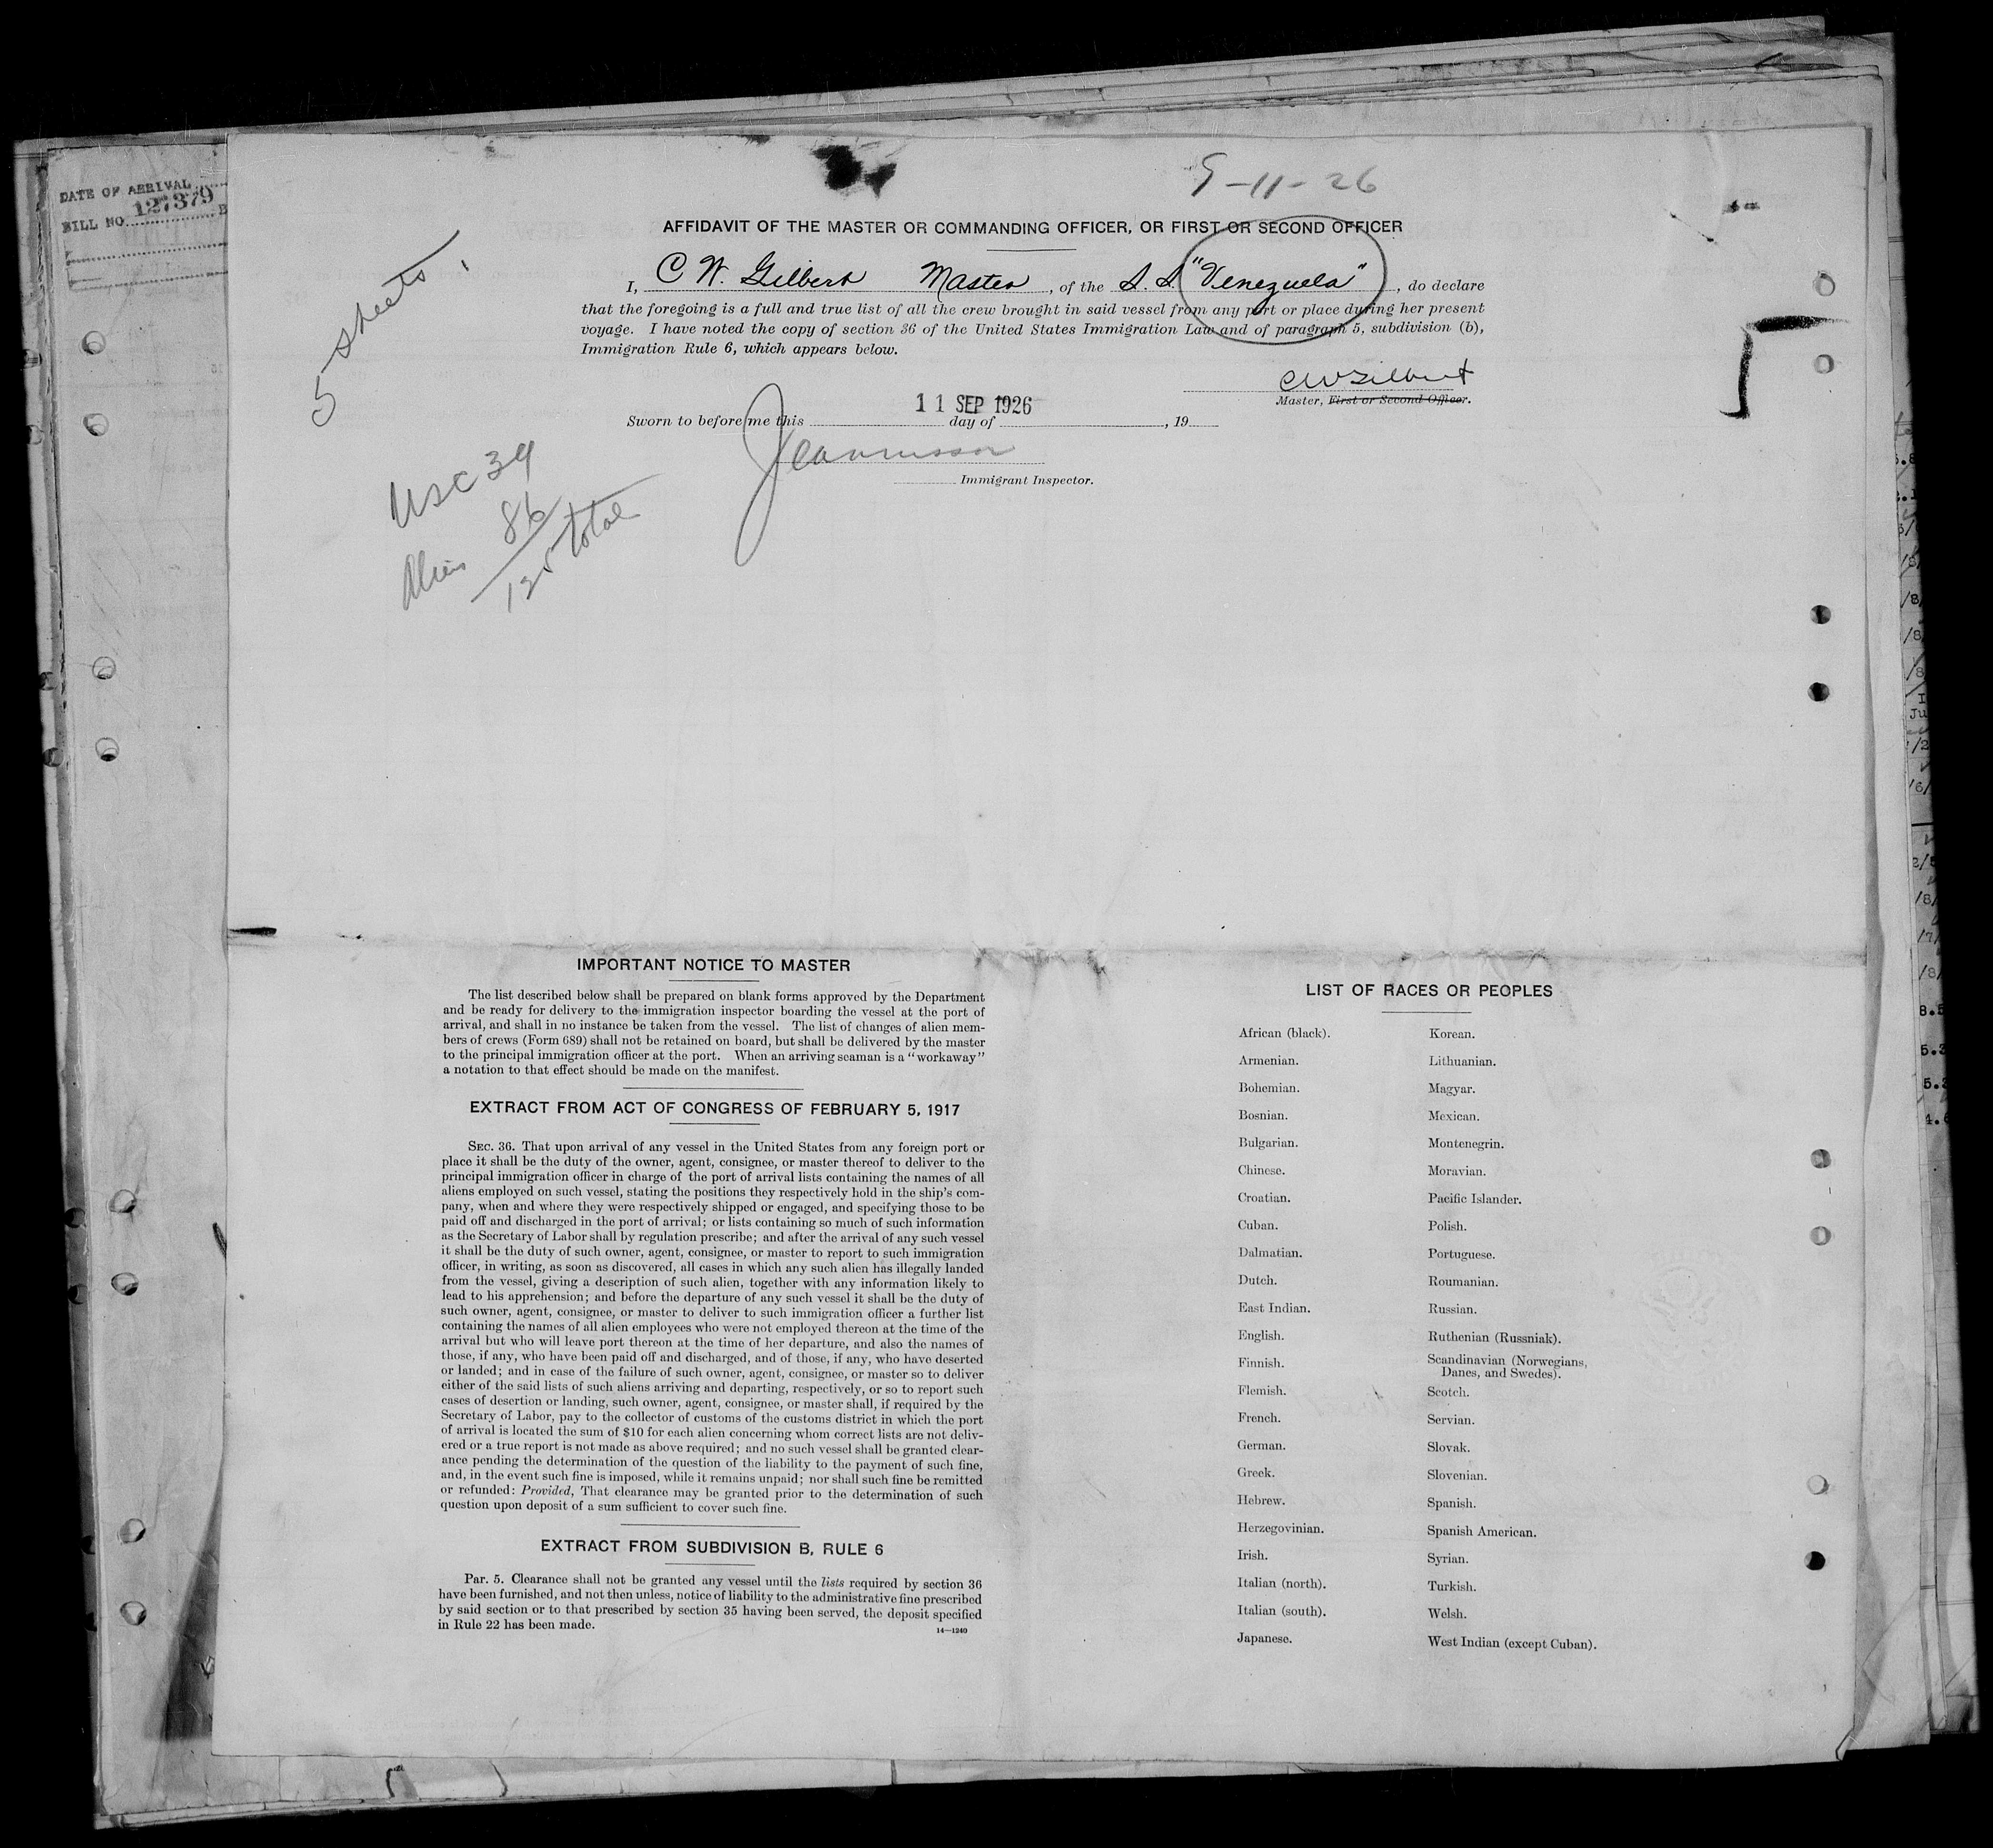 DATE OF ARRIVAL
BILL NO. 127379 B
9-11-26
5 sheets
AFFIDAVIT OF THE MASTER OR COMMANDING OFFICER, OR FIRST OR SECOND OFFICER
I, C W. Gilbert Master, of the S. S. "Venezuela", do declare
that the foregoing is a full and true list of all the crew brought in said vessel from any port or place during her present
voyage. I have noted the copy of section 36 of the United States Immigration Law and of paragraph 5, subdivision (b),
Immigration Rule 6, which appears below.
CW Gilbert
Master, First or Second Officer.
11 SEP 1926
Sworn to before me this day of , 19
Immigrant Inspector.
USC 39
Alien 86
125 total
IMPORTANT NOTICE TO MASTER
The list described below shall be prepared on blank forms approved by the Department
and be ready for delivery to the immigration inspector boarding the vessel at the port of
arrival, and shall in no instance be taken from the vessel. The list of changes of alien mem-
bers of crews (Form 689) shall not be retained on board, but shall be delivered by the master
to the principal immigration officer at the port. When an arriving seaman is a "workaway"
a notation to that effect should be made on the manifest.
EXTRACT FROM ACT OF CONGRESS OF FEBRUARY 5, 1917
SEC. 36. That upon arrival of any vessel in the United States from any foreign port or
place it shall be the duty of the owner, agent, consignee, or master thereof to deliver to the
principal immigration officer in charge of the port of arrival lists containing the names of all
aliens employed on such vessel, stating the positions they respectively hold in the ship's com-
pany, when and where they were respectively shipped or engaged, and specifying those to be
paid off and discharged in the port of arrival; or lists containing so much of such information
as the Secretary of Labor shall by regulation prescribe; and after the arrival of any such vessel
it shall be the duty of such owner, agent, consignee, or master to report to such immigration
officer, in writing, as soon as discovered, all cases in which any such alien has illegally landed
from the vessel, giving a description of such alien, together with any information likely to
lead to his apprehension; and before the departure of any such vessel it shall be the duty of
such owner, agent, consignee, or master to deliver to such immigration officer a further list
containing the names of all alien employees who were not employed thereon at the time of the
arrival but who will leave port thereon at the time of her departure, and also the names of
those, if any, who have been paid off and discharged, and of those, if any, who have deserted
or landed; and in case of the failure of such owner, agent, consignee, or master so to deliver
either of the said lists of such aliens arriving and departing, respectively, or so to report such
cases of desertion or landing, such owner, agent, consignee, or master shall, if required by the
Secretary of Labor, pay to the collector of customs of the customs district in which the port
of arrival is located the sum of $10 for each alien concerning whom correct lists are not deliv-
ered or a true report is not made as above required; and no such vessel shall be granted clear-
ance pending the determination of the question of the liability to the payment of such fine,
and, in the event such fine is imposed, while it remains unpaid; nor shall such fine be remitted
or refunded: Provided, That clearance may be granted prior to the determination of such
question upon deposit of a sum sufficient to cover such fine.
EXTRACT FROM SUBDIVISION B, RULE 6
Par. 5. Clearance shall not be granted any vessel until the lists required by section 36
have been furnished, and not then unless, notice of liability to the administrative fine prescribed
by said section or to that prescribed by section 35 having been served, the deposit specified
in Rule 22 has been made.
14—1240
LIST OF RACES OR PEOPLES
African (black).
Armenian.
Bohemian.
Bosnian.
Bulgarian.
Chinese.
Croatian.
Cuban.
Dalmatian.
Dutch.
East Indian.
English.
Finnish.
Flemish.
French.
German.
Greek.
Hebrew.
Herzegovinian.
Irish.
Italian (north).
Italian (south).
Japanese.
Korean.
Lithuanian.
Magyar.
Mexican.
Montenegrin.
Moravian.
Pacific Islander.
Polish.
Portuguese.
Roumanian.
Russian.
Ruthenian (Russniak).
Scandinavian (Norwegians,
Danes, and Swedes).
Scotch.
Servian.
Slovak.
Slovenian.
Spanish.
Spanish American.
Syrian.
Turkish.
Welsh.
West Indian (except Cuban).